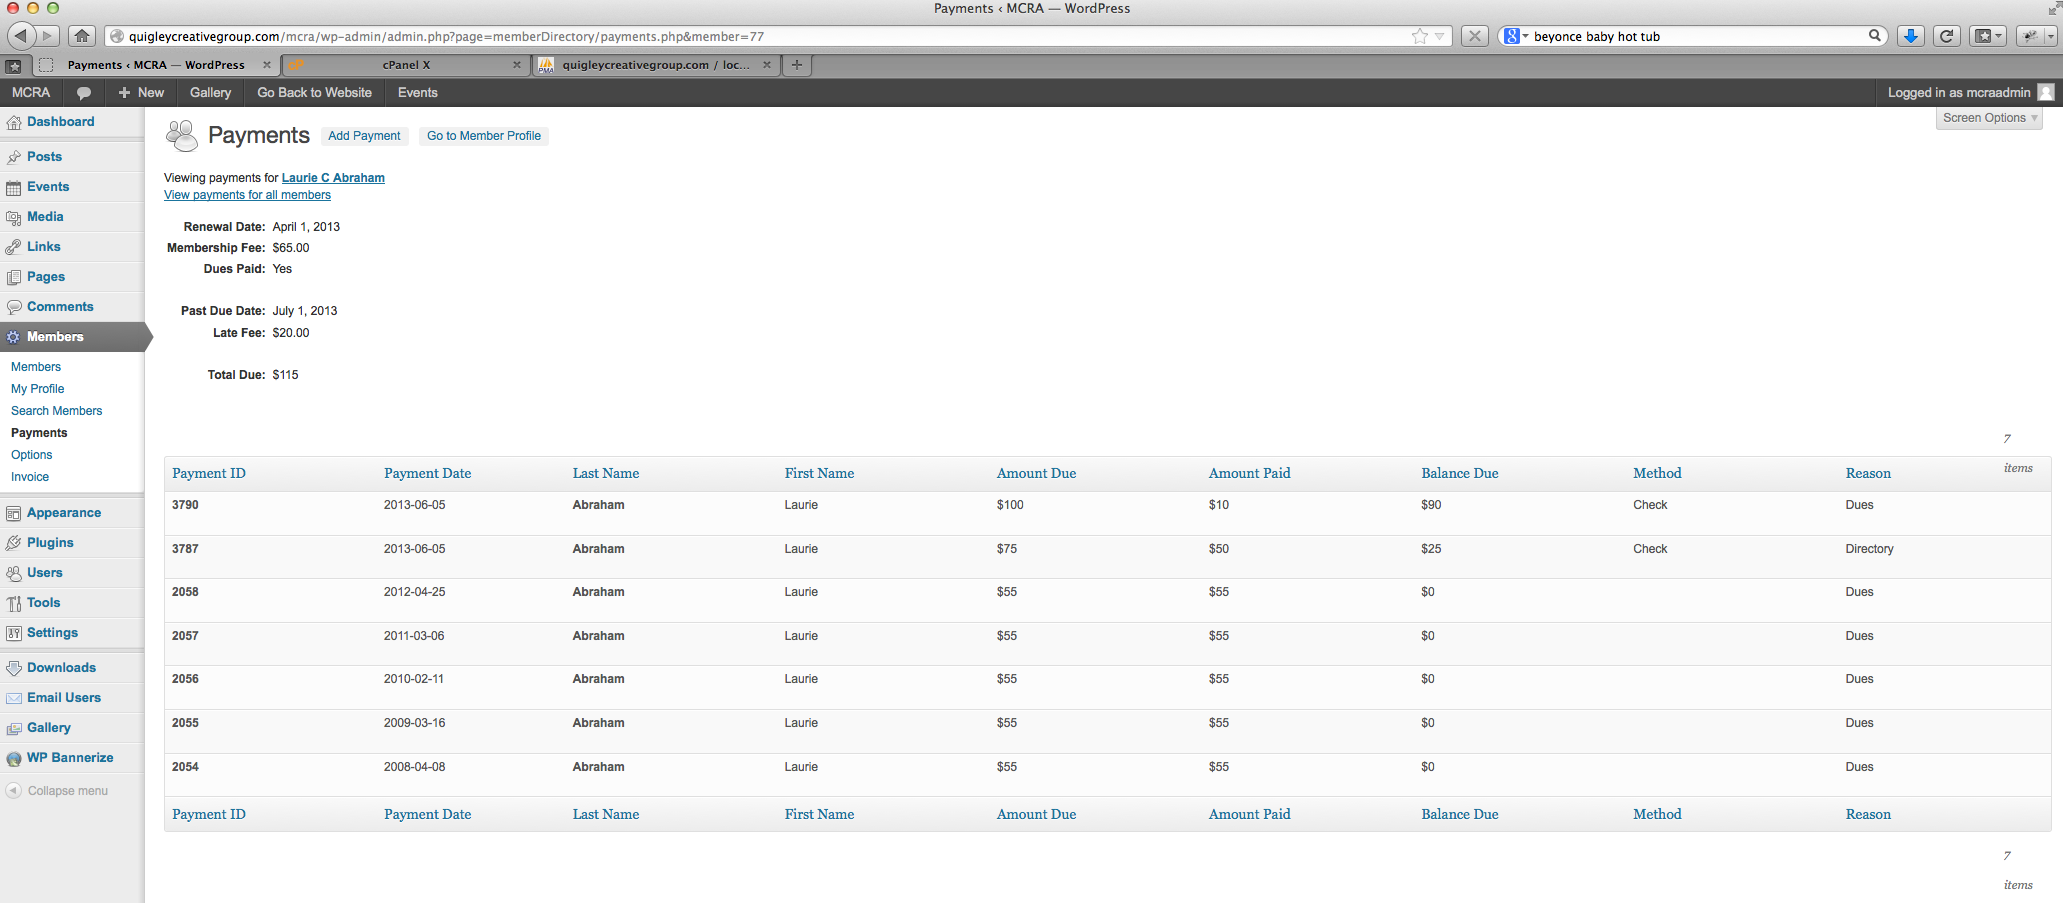 Payments ‹ MCRA — WordPress
quigleycreativegroup.com/mcra/wp-admin/admin.php?page=memberDirectory/payments.php&member=77
beyonce baby hot tub
Payments ‹ MCRA — WordPress
cPanel X
quigleycreativegroup.com / loc...
MCRA
New
Gallery
Go Back to Website
Events
Logged in as mcraadmin
Screen Options
Dashboard
Posts
Events
Media
Links
Pages
Comments
Members
Members
My Profile
Search Members
Payments
Options
Invoice
Appearance
Plugins
Users
Tools
Settings
Downloads
Email Users
Gallery
WP Bannerize
Collapse menu
Payments Add Payment Go to Member Profile
Viewing payments for Laurie C Abraham
View payments for all members
Renewal Date: April 1, 2013
Membership Fee: $65.00
Dues Paid: Yes
Past Due Date: July 1, 2013
Late Fee: $20.00
Total Due: $115
7
items
Payment ID Payment Date Last Name First Name Amount Due Amount Paid Balance Due Method Reason
3790 2013-06-05 Abraham Laurie $100 $10 $90 Check Dues
3787 2013-06-05 Abraham Laurie $75 $50 $25 Check Directory
2058 2012-04-25 Abraham Laurie $55 $55 $0 Dues
2057 2011-03-06 Abraham Laurie $55 $55 $0 Dues
2056 2010-02-11 Abraham Laurie $55 $55 $0 Dues
2055 2009-03-16 Abraham Laurie $55 $55 $0 Dues
2054 2008-04-08 Abraham Laurie $55 $55 $0 Dues
Payment ID Payment Date Last Name First Name Amount Due Amount Paid Balance Due Method Reason
7
items